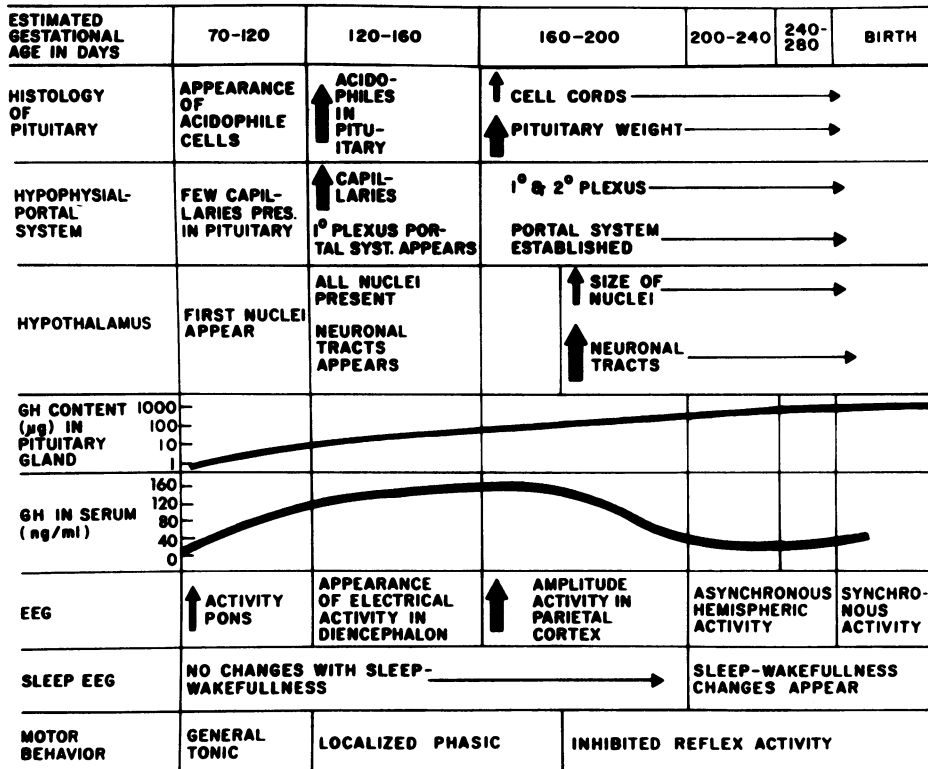 ESTIMATED
GESTATIONAL
AGE IN DAYS
70-120
120-160
160-200
200-240
240-
280
BIRTH
HISTOLOGY
OF
PITUITARY
APPEARANCE
OF
ACIDOPHILE
CELLS
ACIDO-
PHILES
IN
PITU-
ITARY
CELL CORDS
PITUITARY WEIGHT
HYPOPHYSIAL-
PORTAL
SYSTEM
FEW CAPIL-
LARIES PRES.
IN PITUITARY
CAPIL-
LARIES
1° PLEXUS POR-
TAL SYST. APPEARS
1° & 2° PLEXUS
PORTAL SYSTEM
ESTABLISHED
HYPOTHALAMUS
FIRST NUCLEI
APPEAR
ALL NUCLEI
PRESENT
NEURONAL
TRACTS
APPEARS
SIZE OF
NUCLEI
NEURONAL
TRACTS
GH CONTENT
(µg) IN
PITUITARY
GLAND
1000
100
10
1
GH IN SERUM
(ng/ml)
160
120
80
40
0
EEG
ACTIVITY
PONS
APPEARANCE
OF ELECTRICAL
ACTIVITY IN
DIENCEPHALON
AMPLITUDE
ACTIVITY IN
PARIETAL
CORTEX
ASYNCHRONOUS
HEMISPHERIC
ACTIVITY
SYNCHRO-
NOUS
ACTIVITY
SLEEP EEG
NO CHANGES WITH SLEEP-
WAKEFULLNESS
SLEEP-WAKEFULLNESS
CHANGES APPEAR
MOTOR
BEHAVIOR
GENERAL
TONIC
LOCALIZED PHASIC
INHIBITED REFLEX ACTIVITY